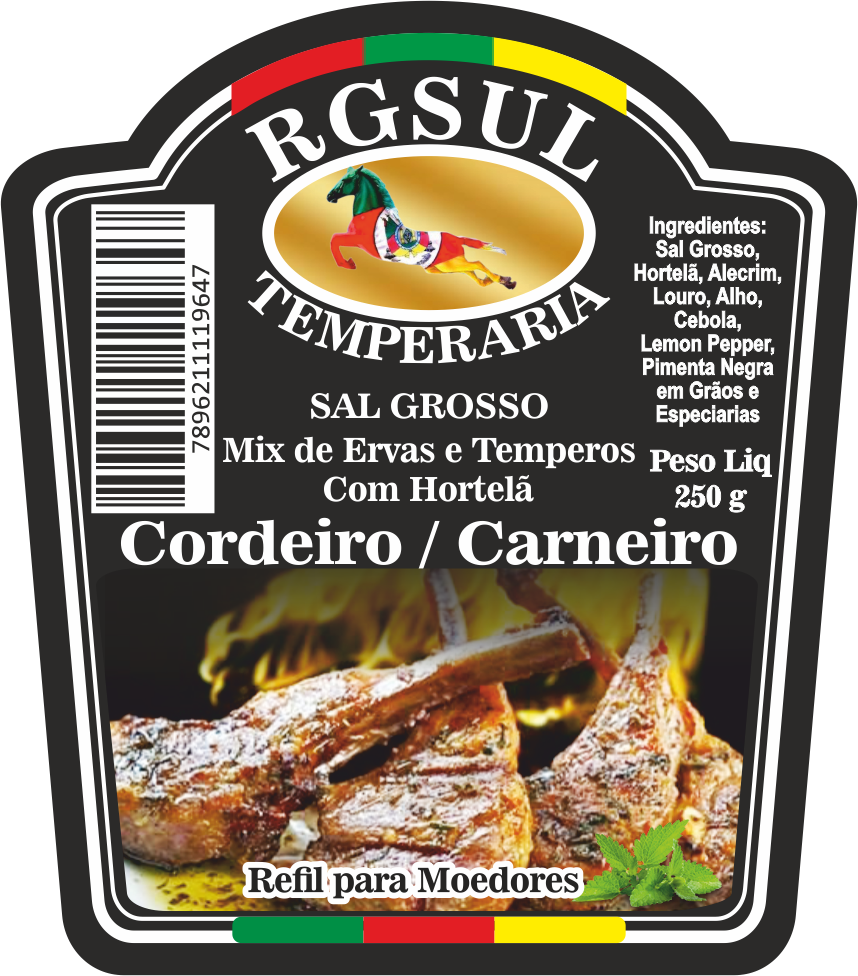 RGSUL
TEMPERARIA
7896211119647
SAL GROSSO
Mix de Ervas e Temperos
Com Hortelã
Ingredientes:
Sal Grosso,
Hortelã, Alecrim,
Louro, Alho,
Cebola,
Lemon Pepper,
Pimenta Negra
em Grãos e
Especiarias
Peso Liq
250 g
Cordeiro / Carneiro
Refil para Moedores